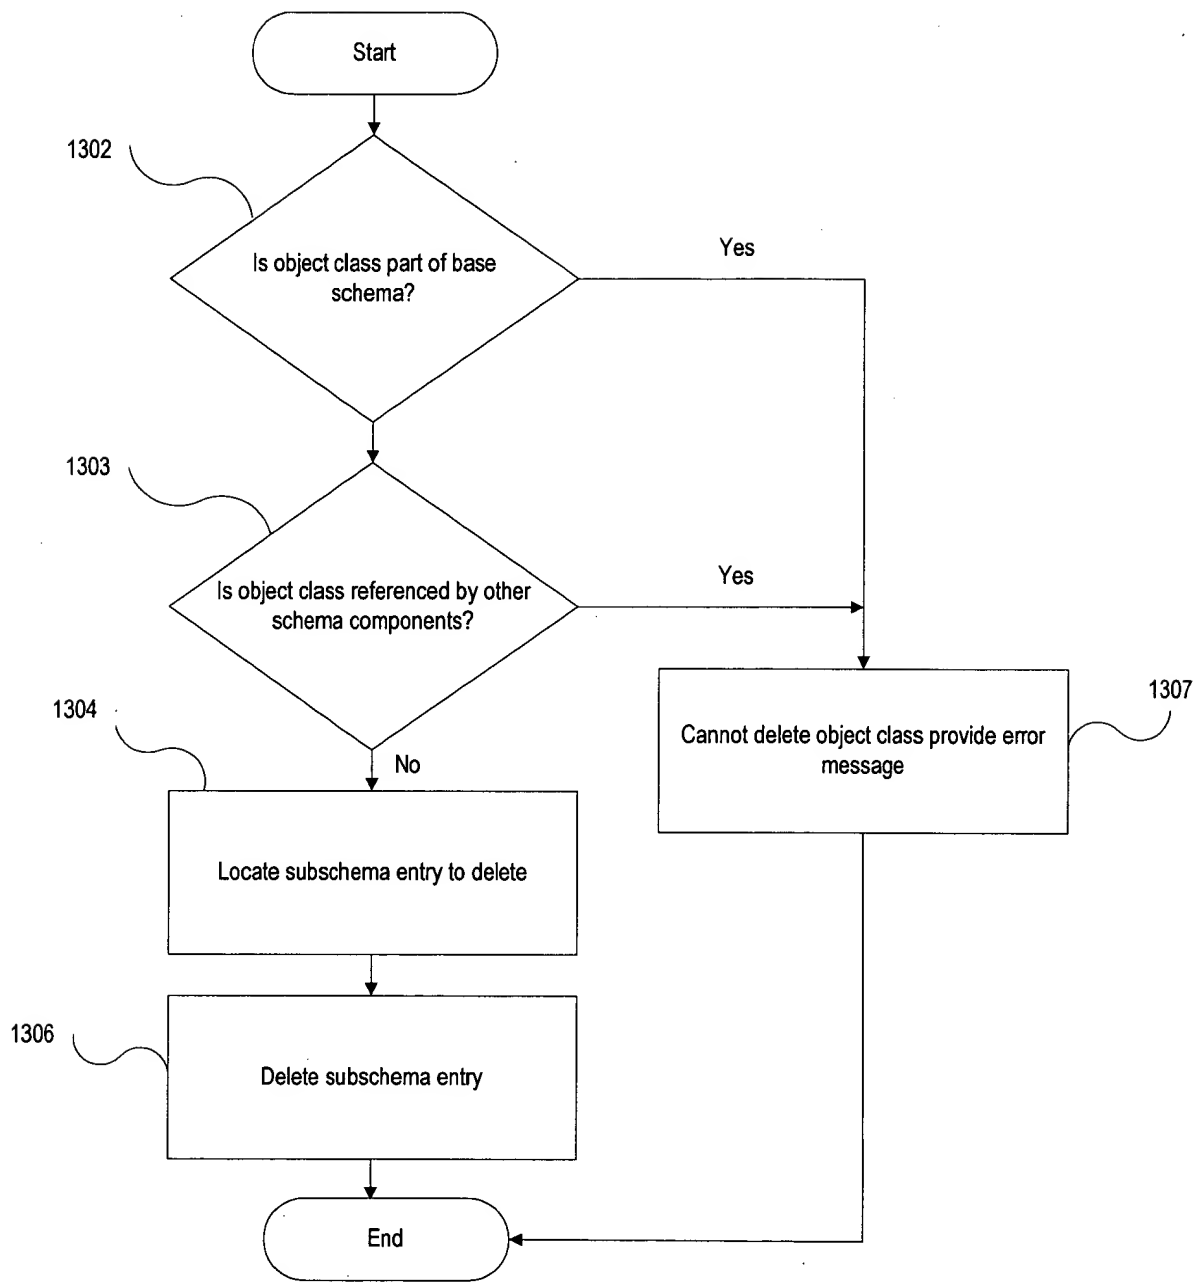 Start
1302
Is object class part of base
schema?
Yes
1303
Is object class referenced by other
schema components?
Yes
1304
No
Cannot delete object class provide error
message
1307
Locate subschema entry to delete
1306
Delete subschema entry
End